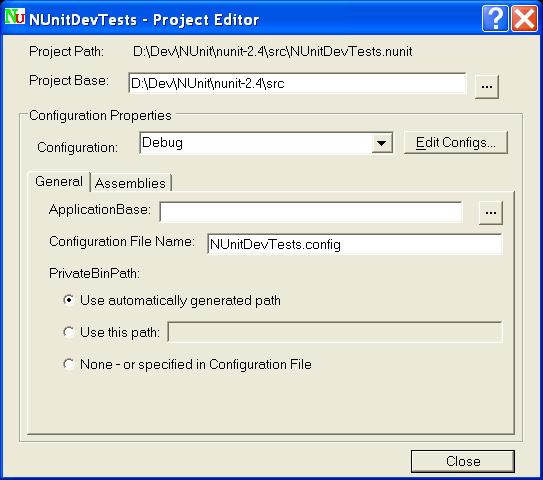 NU NUnitDevTests - Project Editor ?
Project Path: D:\Dev\NUnit\nunit-2.4\src\NUnitDevTests.nunit
Project Base: D:\Dev\NUnit\nunit-2.4\src ...
Configuration Properties
Configuration: Debug Edit Configs...
General Assemblies
ApplicationBase: ...
Configuration File Name: NUnitDevTests.config
PrivateBinPath:
Use automatically generated path
Use this path:
None - or specified in Configuration File
Close